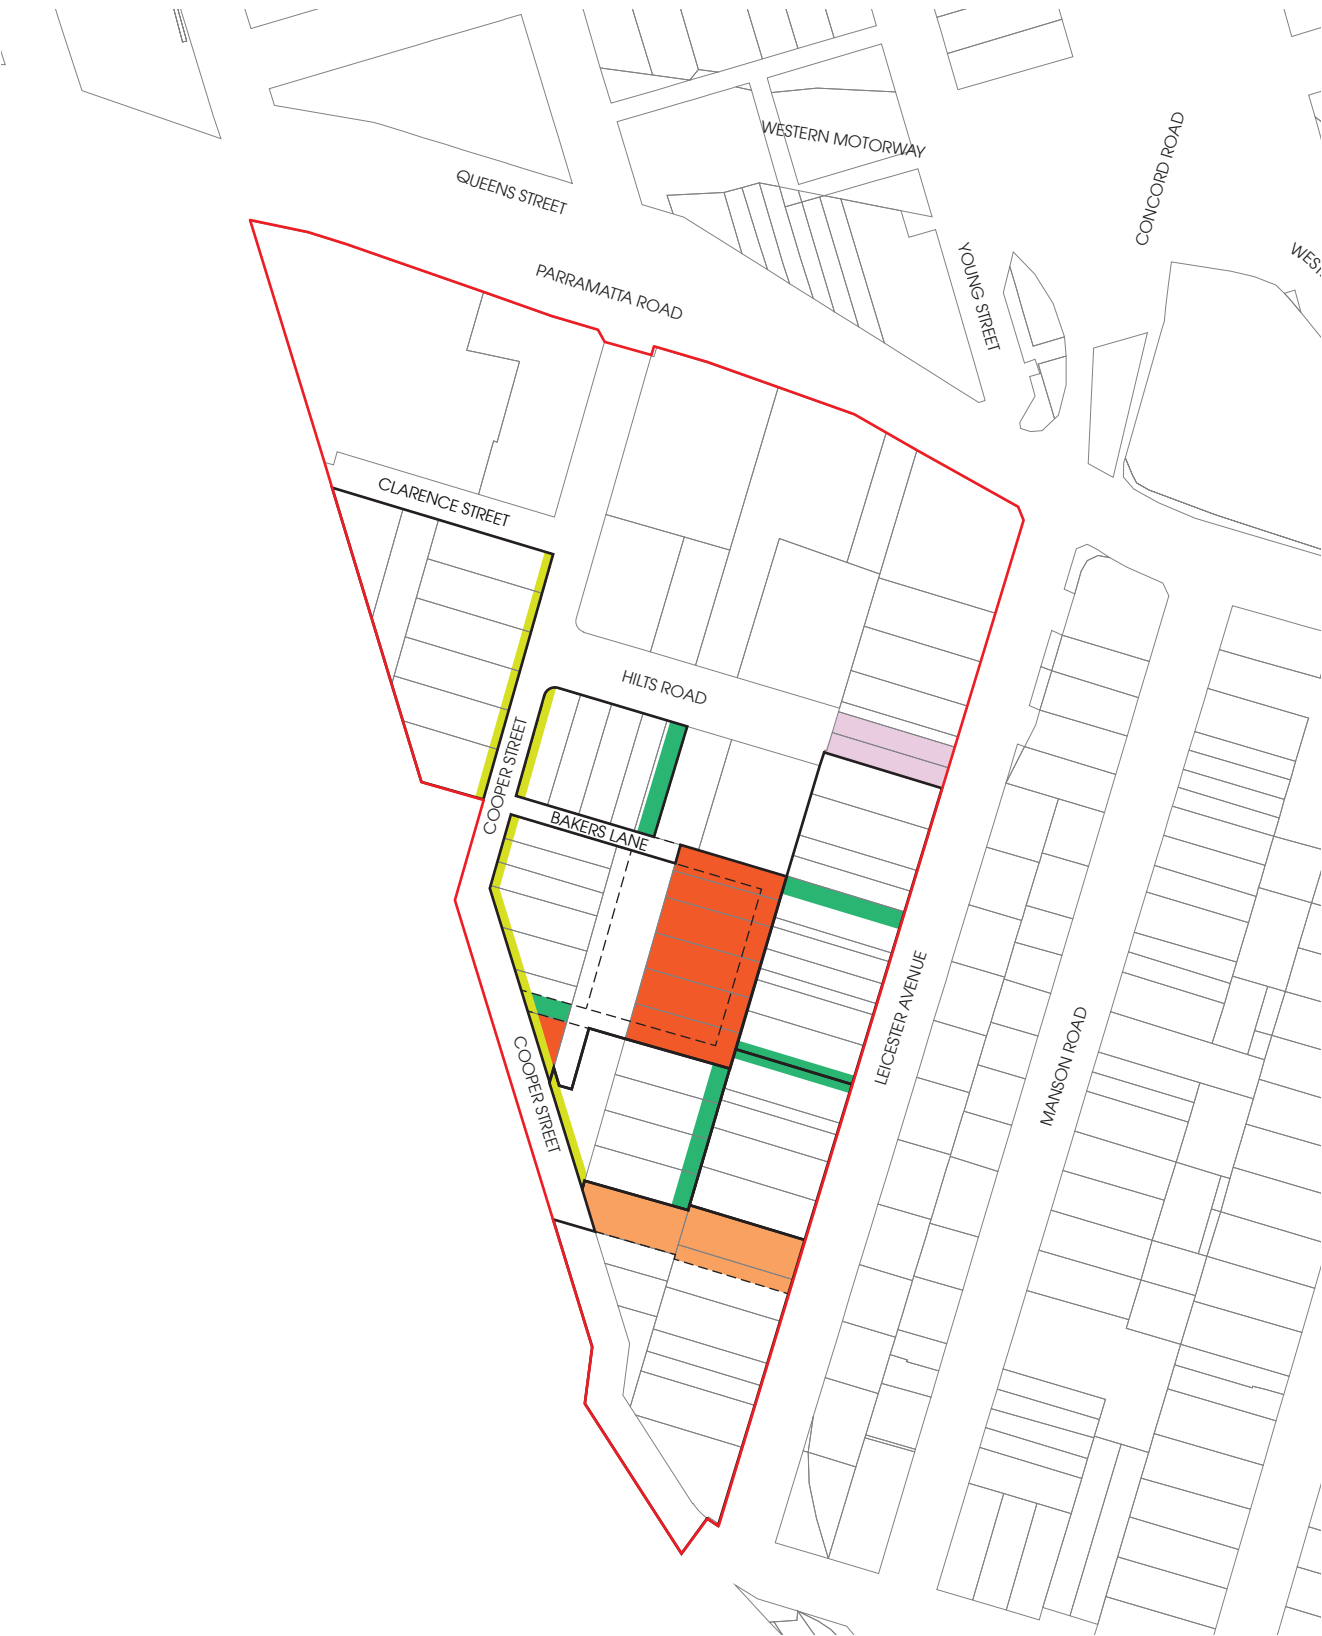 WESTERN MOTORWAY
CONCORD ROAD
QUEENS STREET
YOUNG STREET
WEST
PARRAMATTA ROAD
CLARENCE STREET
HILTS ROAD
COOPER STREET
BAKERS LANE
LEICESTER AVENUE
MANSON ROAD
COOPER STREET